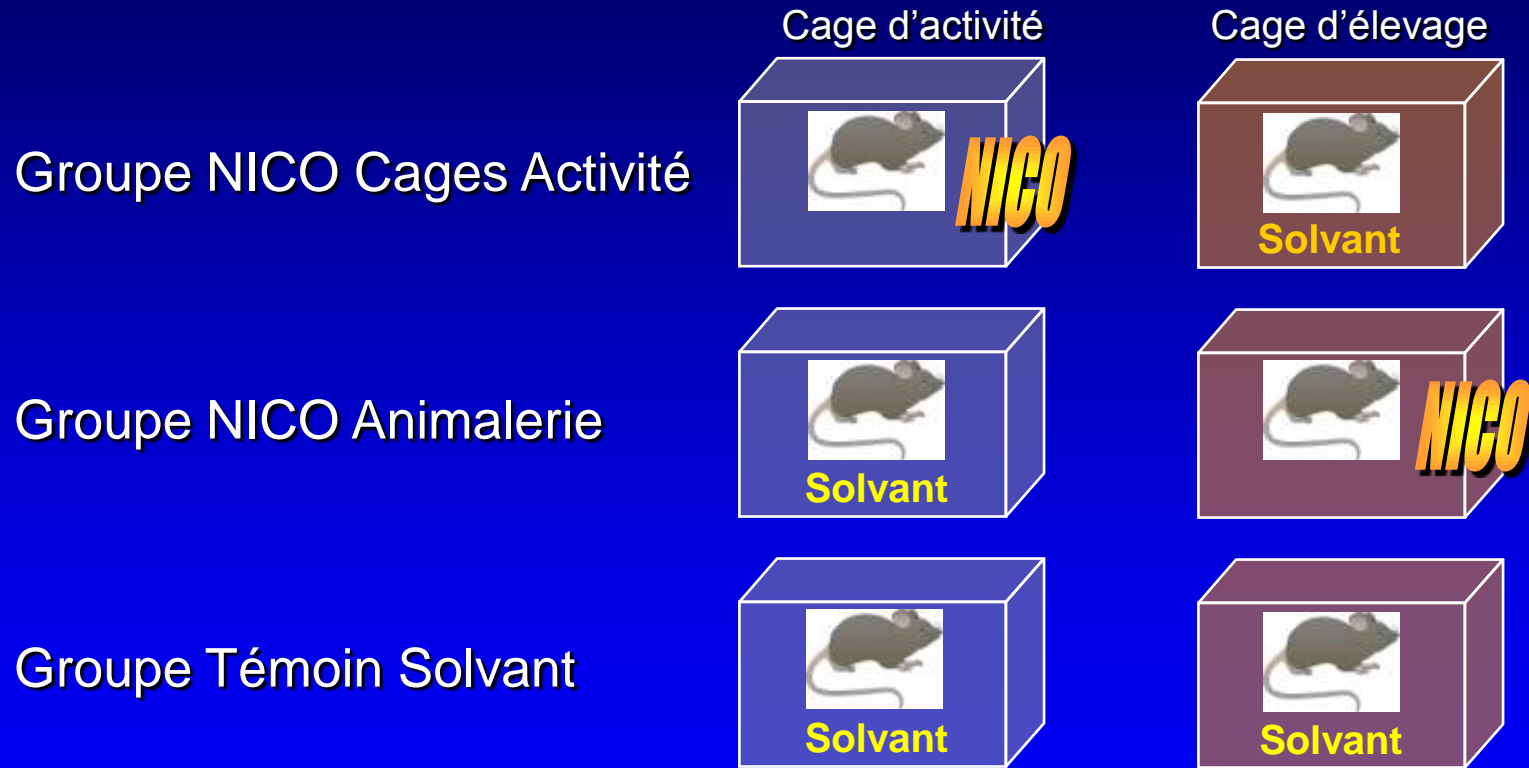 Cage d’activité
Cage d’élevage
Groupe NICO Cages Activité
NICO
Solvant
Groupe NICO Animalerie
Solvant
NICO
Groupe Témoin Solvant
Solvant
Solvant